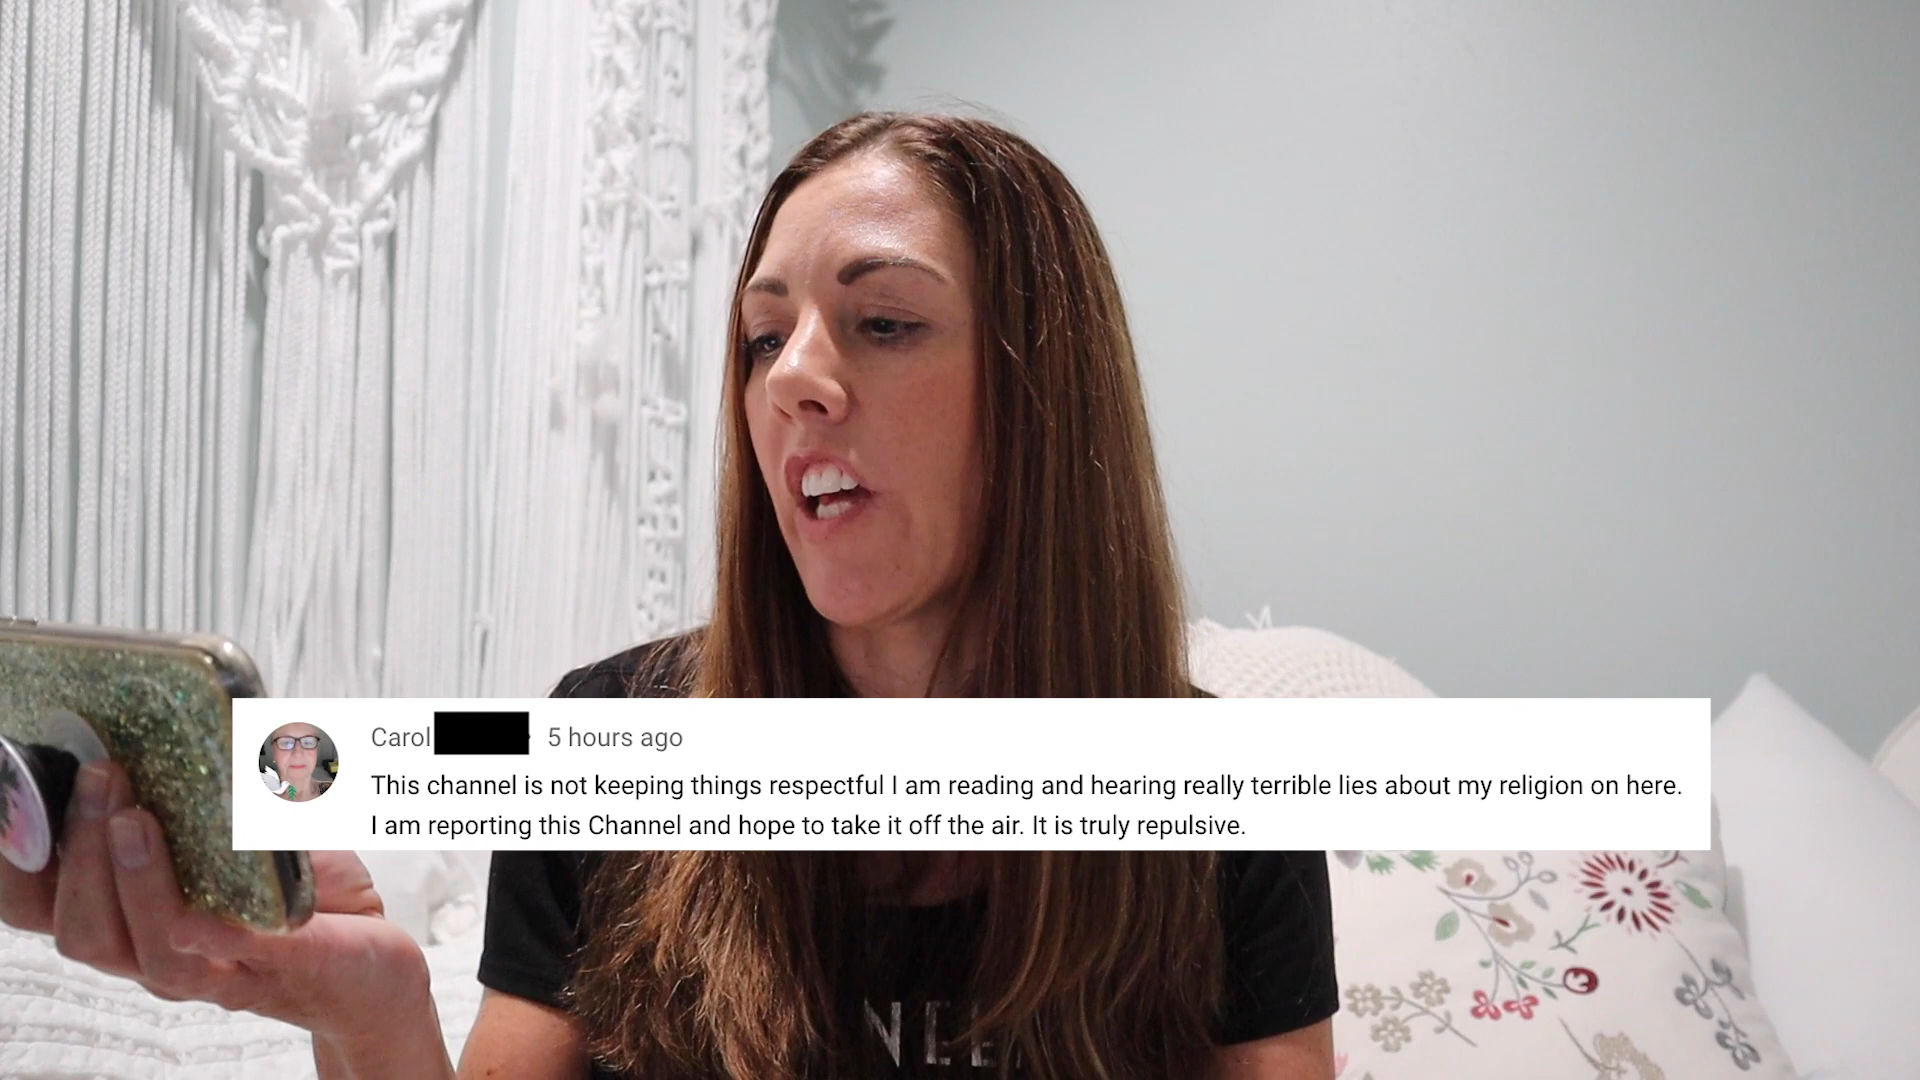 Carol 5 hours ago
This channel is not keeping things respectful I am reading and hearing really terrible lies about my religion on here.
I am reporting this Channel and hope to take it off the air. It is truly repulsive.